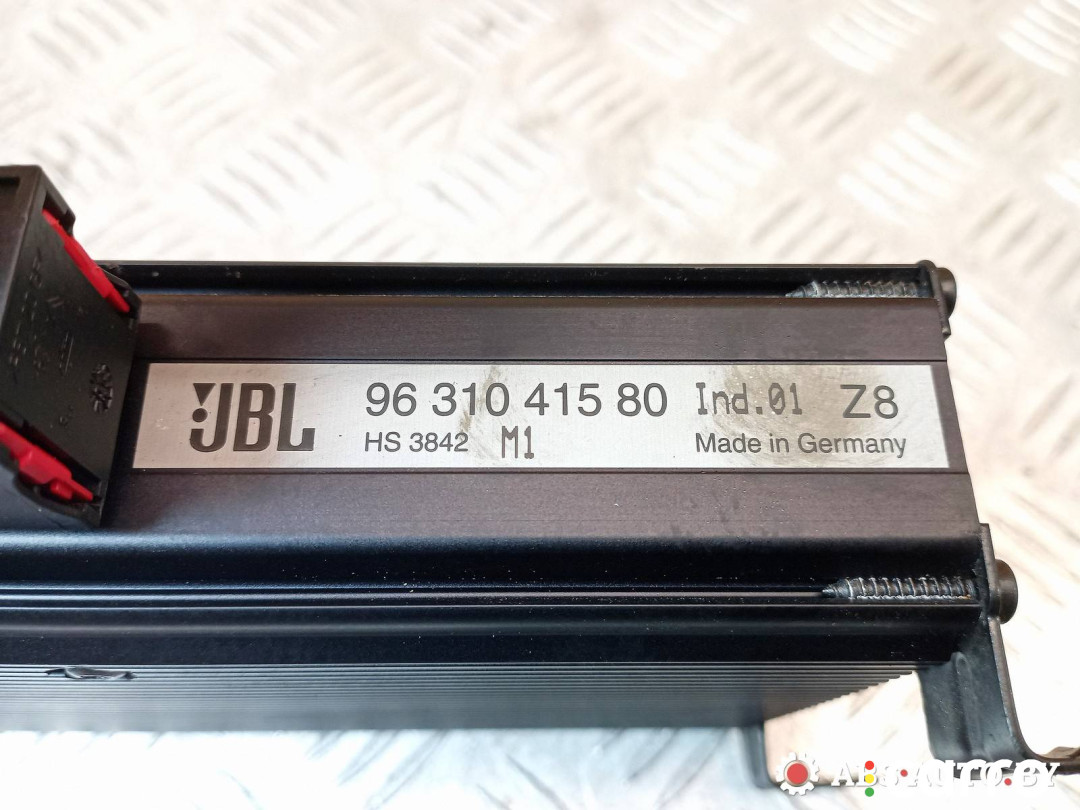 JBL 96 310 415 80 Ind.01 Z8
HS 3842 M1 Made in Germany